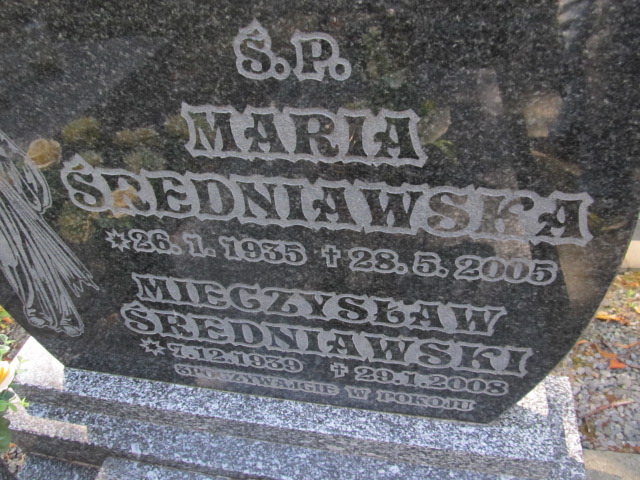 Ś.P.
MARIA
ŚREDNIAWSKA
*26. 1. 1935 †28. 5. 2005
MIECZYSŁAW
ŚREDNIAWSKI
*7.12.1939 †29.1.2008
SPOCZYWAJCIE W POKOJU